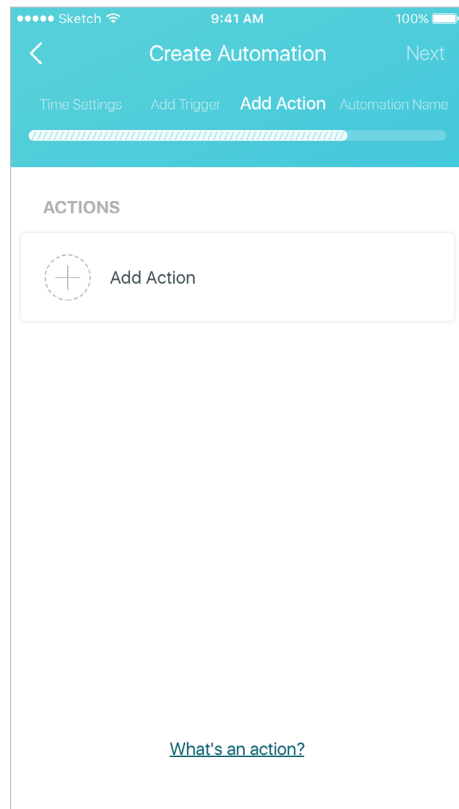 Sketch 9:41 AM 100%
Create Automation Next
Time Settings Add Trigger Add Action Automation Name
ACTIONS
Add Action
What's an action?